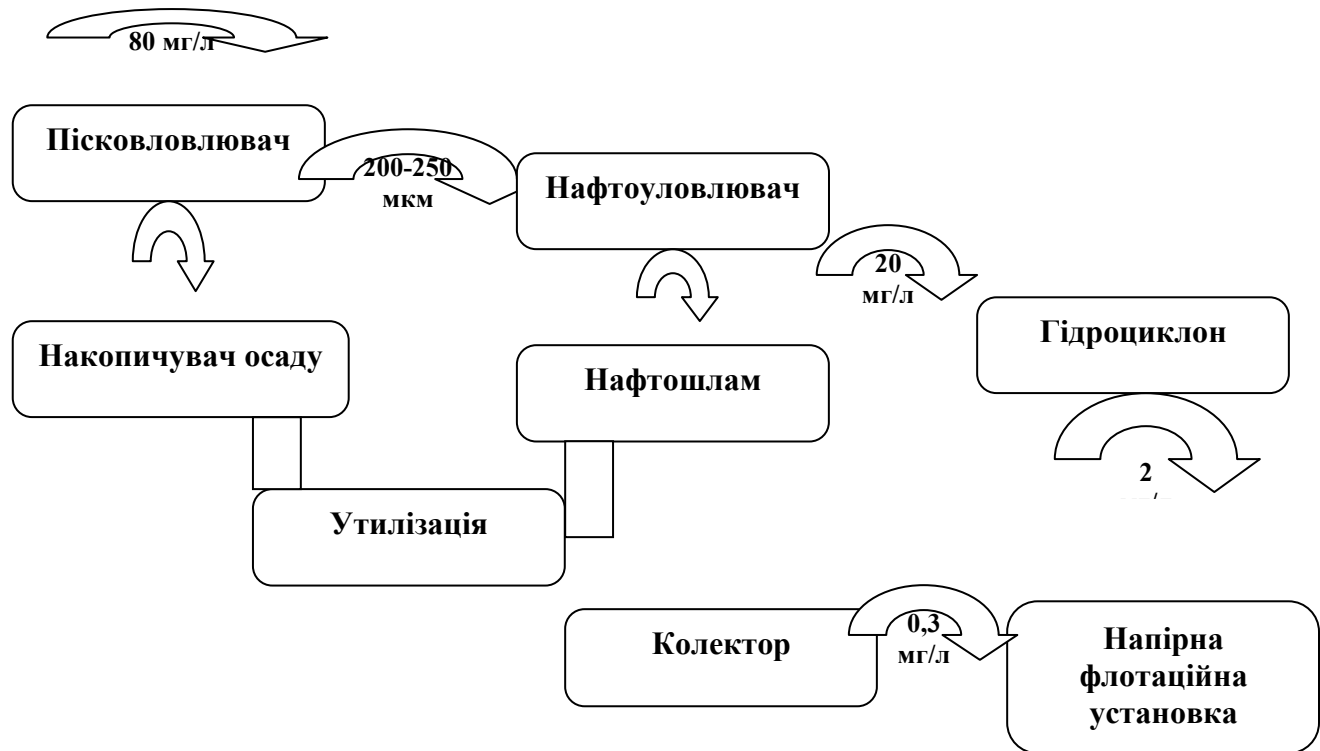 80 мг/л
Пісковловлювач
200-250
мкм
Нафтоуловлювач
20
мг/л
Накопичувач осаду
Нафтошлам
Гідроциклон
2
Утилізація
Колектор
0,3
мг/л
Напірна
флотаційна
установка